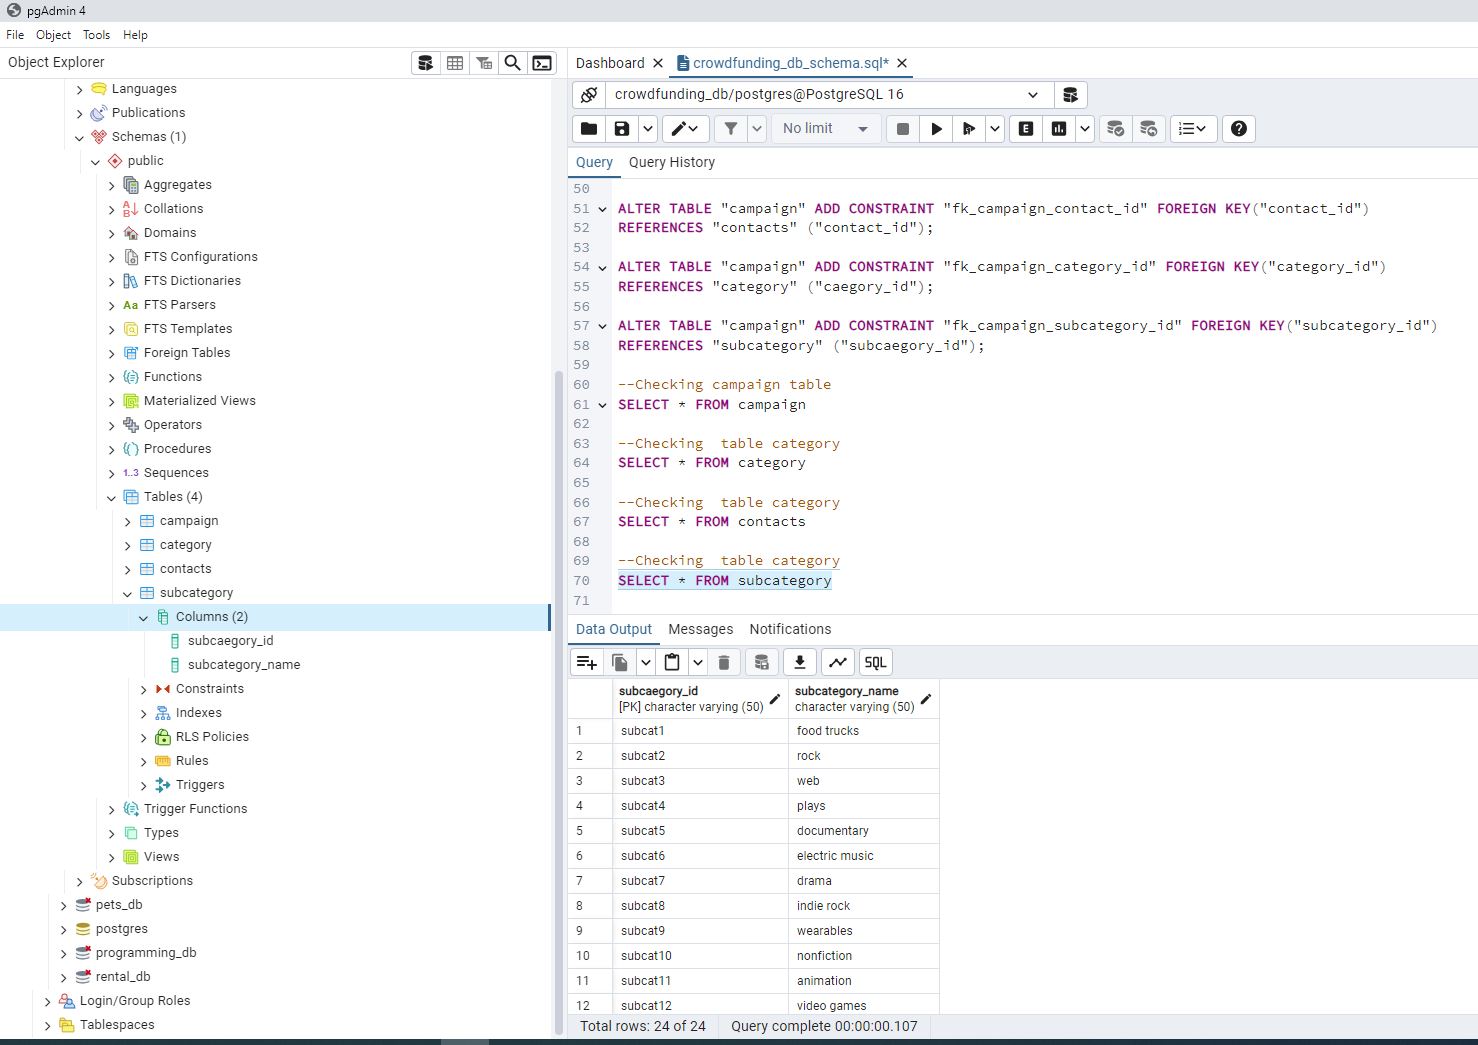 pgAdmin 4
File Object Tools Help
Object Explorer
Languages
Publications
Schemas (1)
public
Aggregates
Collations
Domains
FTS Configurations
FTS Dictionaries
Aa FTS Parsers
FTS Templates
Foreign Tables
Functions
Materialized Views
Operators
Procedures
1..3 Sequences
Tables (4)
campaign
category
contacts
subcategory
Columns (2)
subcaegory_id
subcategory_name
Constraints
Indexes
RLS Policies
Rules
Triggers
Trigger Functions
Types
Views
Subscriptions
pets_db
postgres
programming_db
rental_db
Login/Group Roles
Tablespaces
Dashboard crowdfunding_db_schema.sql*
crowdfunding_db/postgres@PostgreSQL 16
No limit E
Query Query History
50
51 ALTER TABLE "campaign" ADD CONSTRAINT "fk_campaign_contact_id" FOREIGN KEY("contact_id")
52 REFERENCES "contacts" ("contact_id");
53
54 ALTER TABLE "campaign" ADD CONSTRAINT "fk_campaign_category_id" FOREIGN KEY("category_id")
55 REFERENCES "category" ("caegory_id");
56
57 ALTER TABLE "campaign" ADD CONSTRAINT "fk_campaign_subcategory_id" FOREIGN KEY("subcategory_id")
58 REFERENCES "subcategory" ("subcaegory_id");
59
60 --Checking campaign table
61 SELECT * FROM campaign
62
63 --Checking  table category
64 SELECT * FROM category
65
66 --Checking  table category
67 SELECT * FROM contacts
68
69 --Checking  table category
70 SELECT * FROM subcategory
71
Data Output Messages Notifications
SQL
subcaegory_id subcategory_name
[PK] character varying (50) character varying (50)
1 subcat1 food trucks
2 subcat2 rock
3 subcat3 web
4 subcat4 plays
5 subcat5 documentary
6 subcat6 electric music
7 subcat7 drama
8 subcat8 indie rock
9 subcat9 wearables
10 subcat10 nonfiction
11 subcat11 animation
12 subcat12 video games
Total rows: 24 of 24 Query complete 00:00:00.107